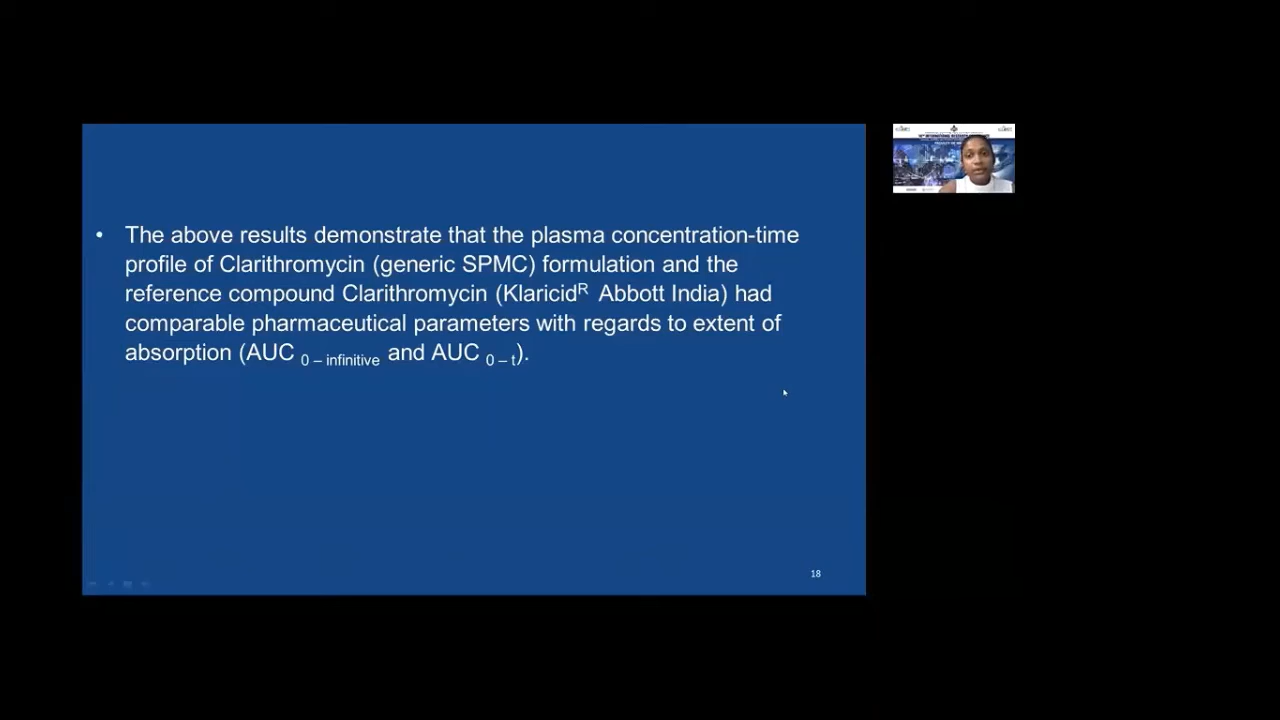 • The above results demonstrate that the plasma concentration-time
profile of Clarithromycin (generic SPMC) formulation and the
reference compound Clarithromycin (Klaricidᴿ Abbott India) had
comparable pharmaceutical parameters with regards to extent of
absorption (AUC 0 – infinitive and AUC 0 – t).
18